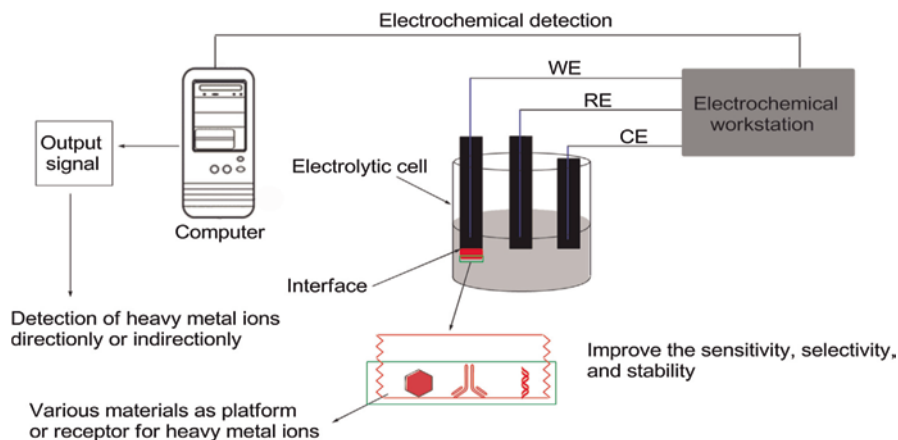 Electrochemical detection
WE
RE
CE
Electrochemical
workstation
Output
signal
Electrolytic cell
Computer
Interface
Detection of heavy metal ions
directionly or indirectionly
Improve the sensitivity, selectivity,
and stability
Various materials as platform
or receptor for heavy metal ions